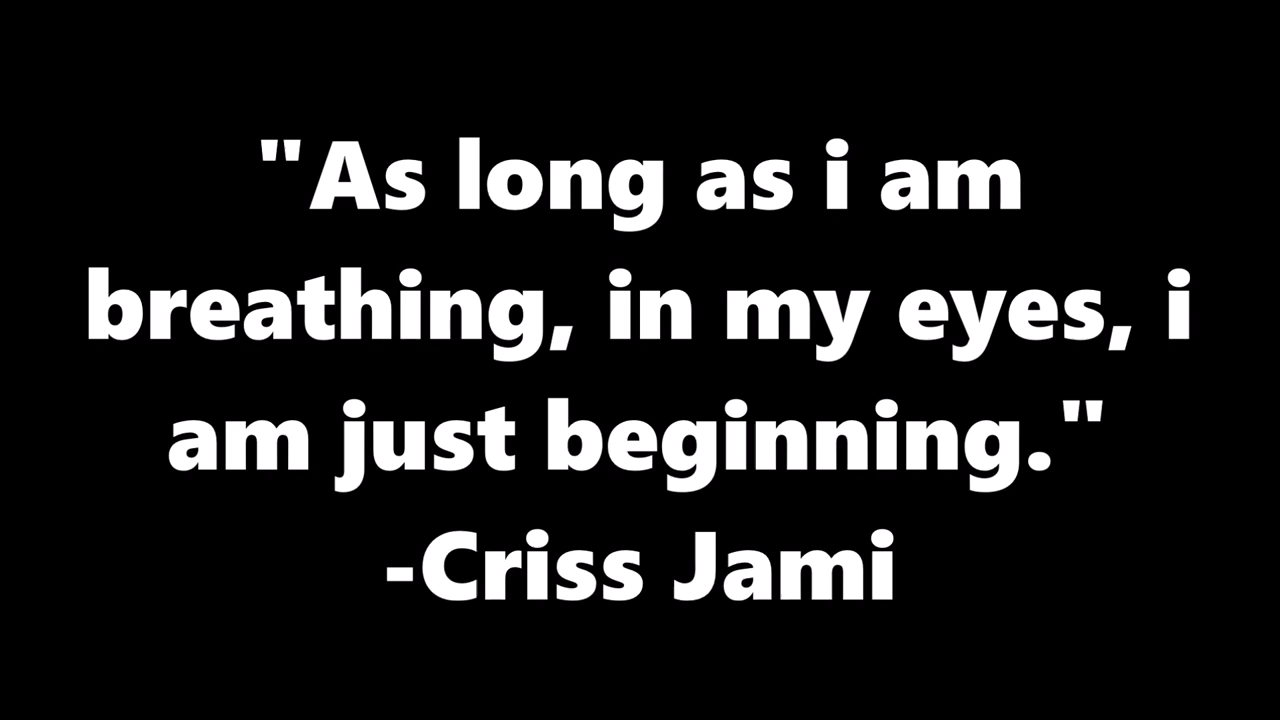 "As long as i am
breathing, in my eyes, i
am just beginning."
-Criss Jami